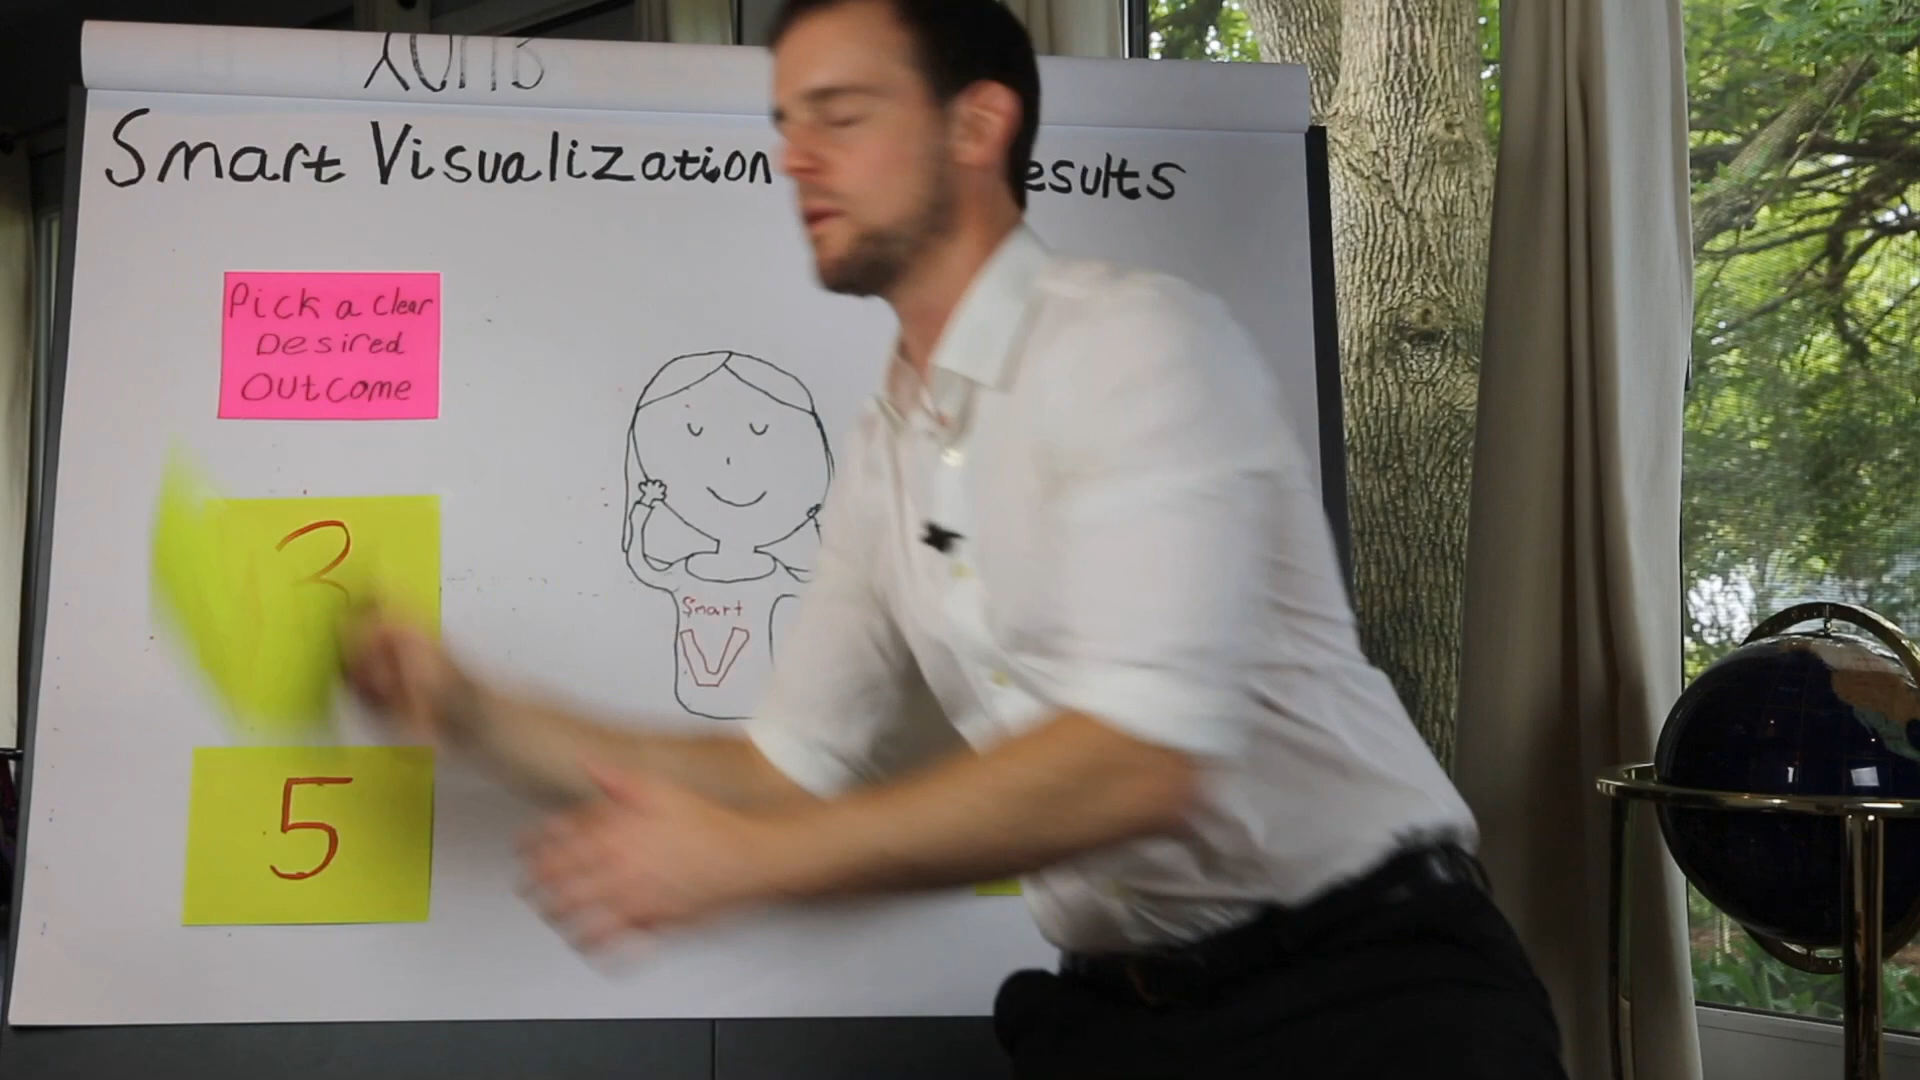 Smart Visualization esults
Pick a clear
Desired
Outcome
3
5
Smart
V